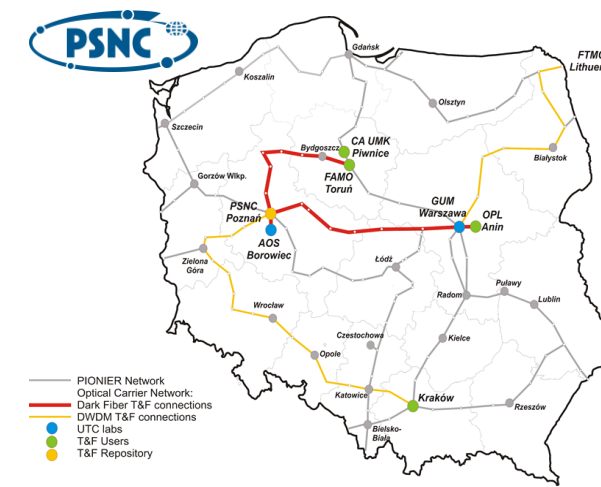 PSNC
Gdańsk
Koszalin
FTMC
Lithuer
Olsztyn
Szczecin
CA UMK
Piwnice
Bydgoszcz
Białystok
FAMO
Toruń
Gorzów Wlkp.
PSNC
Poznań
GUM
Warszawa
OPL
Anin
AOS
Borowiec
Łódź
Zielona
Góra
Puławy
Radom
Lublin
Wrocław
Czestochowa
Kielce
Opole
Katowice
Kraków
Rzeszów
Bielsko-
Biała
PIONIER Network
Optical Carrier Network:
Dark Fiber T&F connections
DWDM T&F connections
UTC labs
T&F Users
T&F Repository